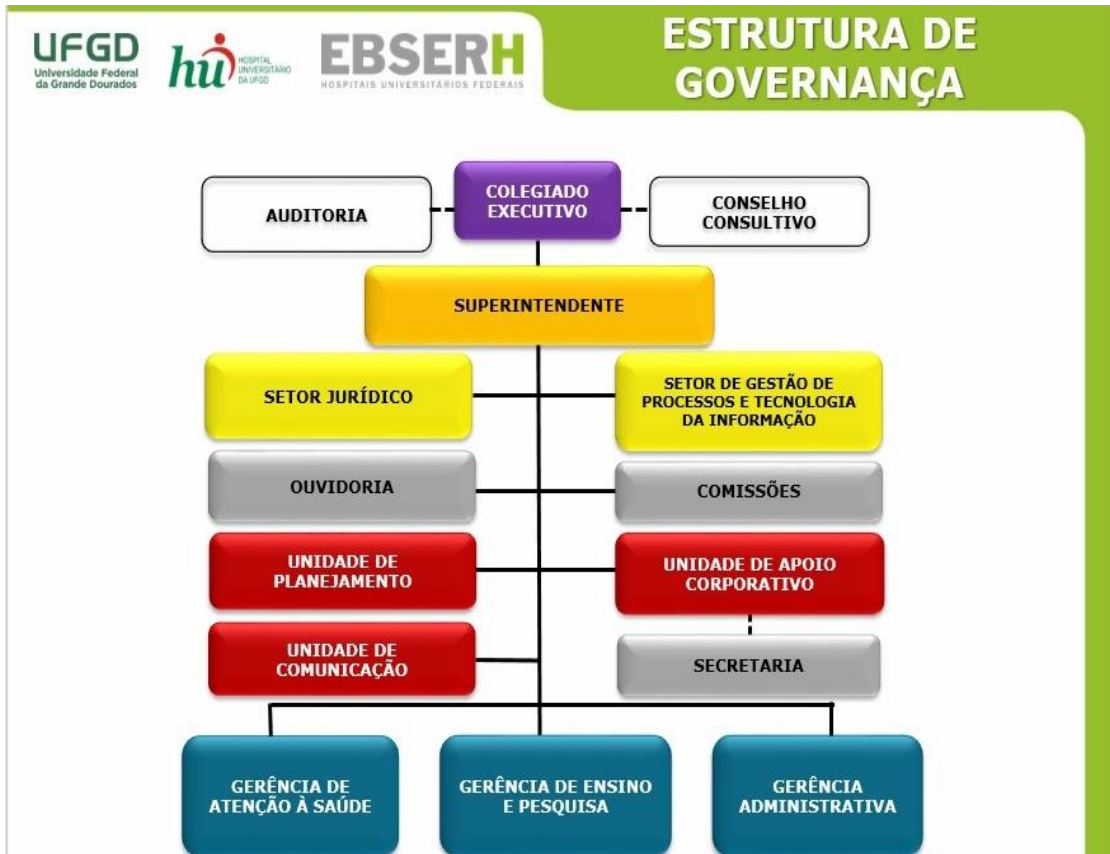 UFGD
Universidade Federal
da Grande Dourados
hu
HOSPITAL
UNIVERSITÁRIO
DA UFGD
EBSERH
HOSPITAIS UNIVERSITÁRIOS FEDERAIS
ESTRUTURA DE
GOVERNANÇA
AUDITORIA
COLEGIADO
EXECUTIVO
CONSELHO
CONSULTIVO
SUPERINTENDENTE
SETOR JURÍDICO
SETOR DE GESTÃO DE
PROCESSOS E TECNOLOGIA
DA INFORMAÇÃO
OUVIDORIA
COMISSÕES
UNIDADE DE
PLANEJAMENTO
UNIDADE DE APOIO
CORPORATIVO
UNIDADE DE
COMUNICAÇÃO
SECRETARIA
GERÊNCIA DE
ATENÇÃO À SAÚDE
GERÊNCIA DE ENSINO
E PESQUISA
GERÊNCIA
ADMINISTRATIVA